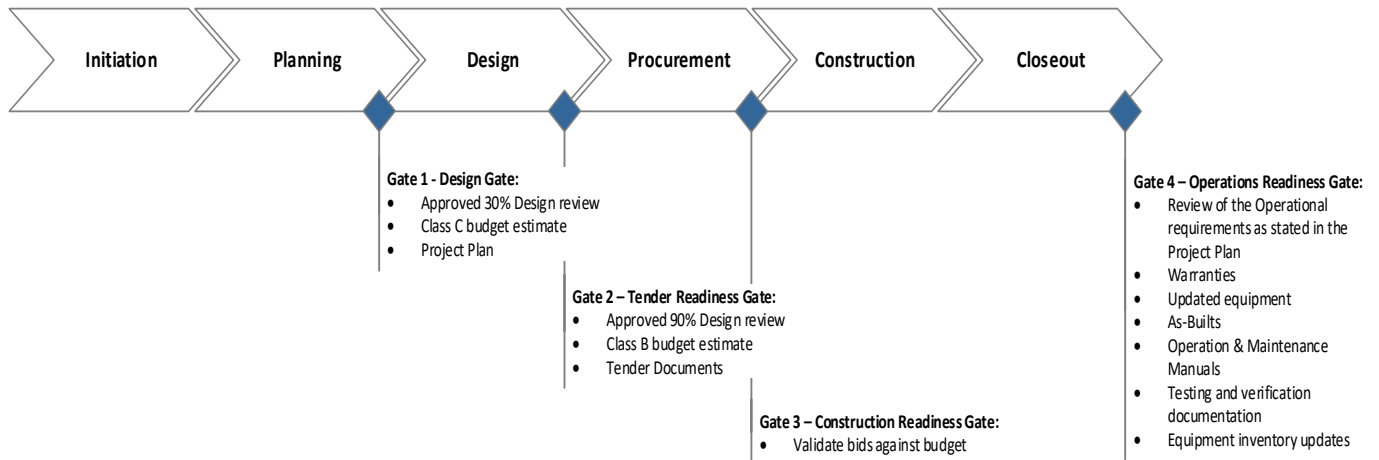 Initiation
Planning
Design
Procurement
Construction
Closeout
Gate 1 - Design Gate:
• Approved 30% Design review
• Class C budget estimate
• Project Plan
Gate 2 – Tender Readiness Gate:
• Approved 90% Design review
• Class B budget estimate
• Tender Documents
Gate 3 – Construction Readiness Gate:
• Validate bids against budget
Gate 4 – Operations Readiness Gate:
• Review of the Operational
requirements as stated in the
Project Plan
• Warranties
• Updated equipment
• As-Builts
• Operation & Maintenance
Manuals
• Testing and verification
documentation
• Equipment inventory updates